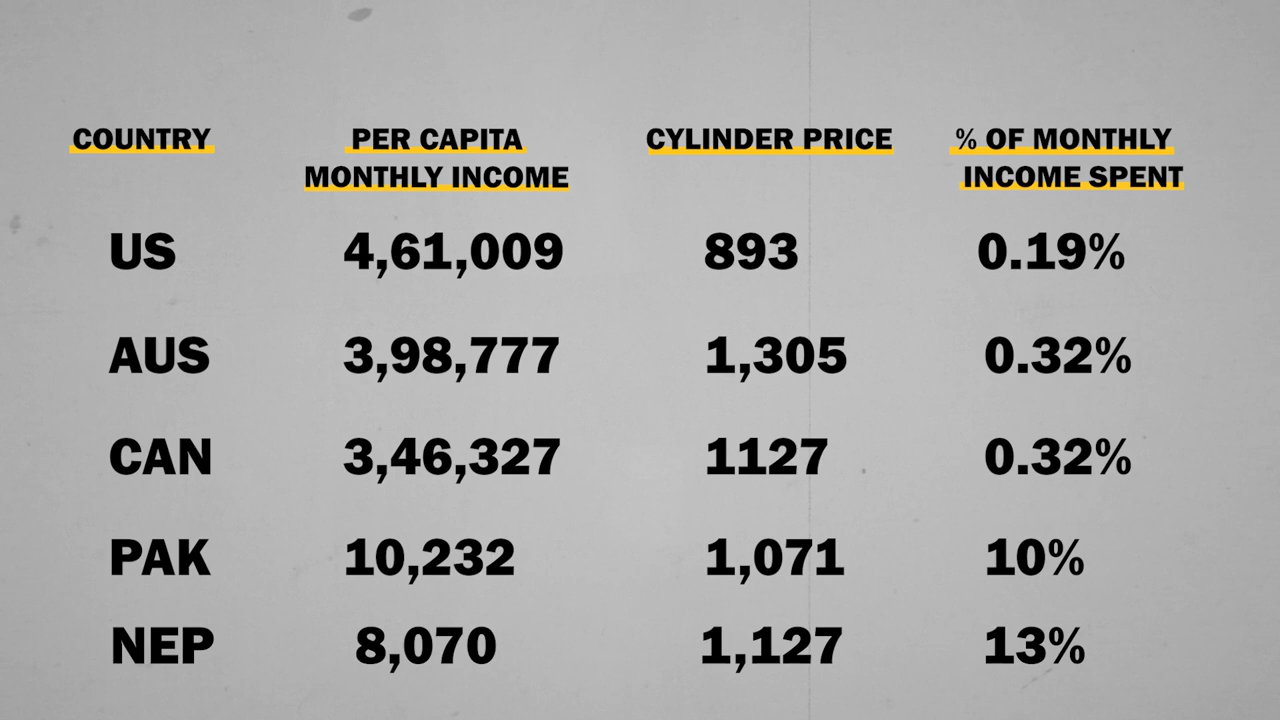 COUNTRY PER CAPITA MONTHLY INCOME CYLINDER PRICE % OF MONTHLY INCOME SPENT
US 4,61,009 893 0.19%
AUS 3,98,777 1,305 0.32%
CAN 3,46,327 1127 0.32%
PAK 10,232 1,071 10%
NEP 8,070 1,127 13%